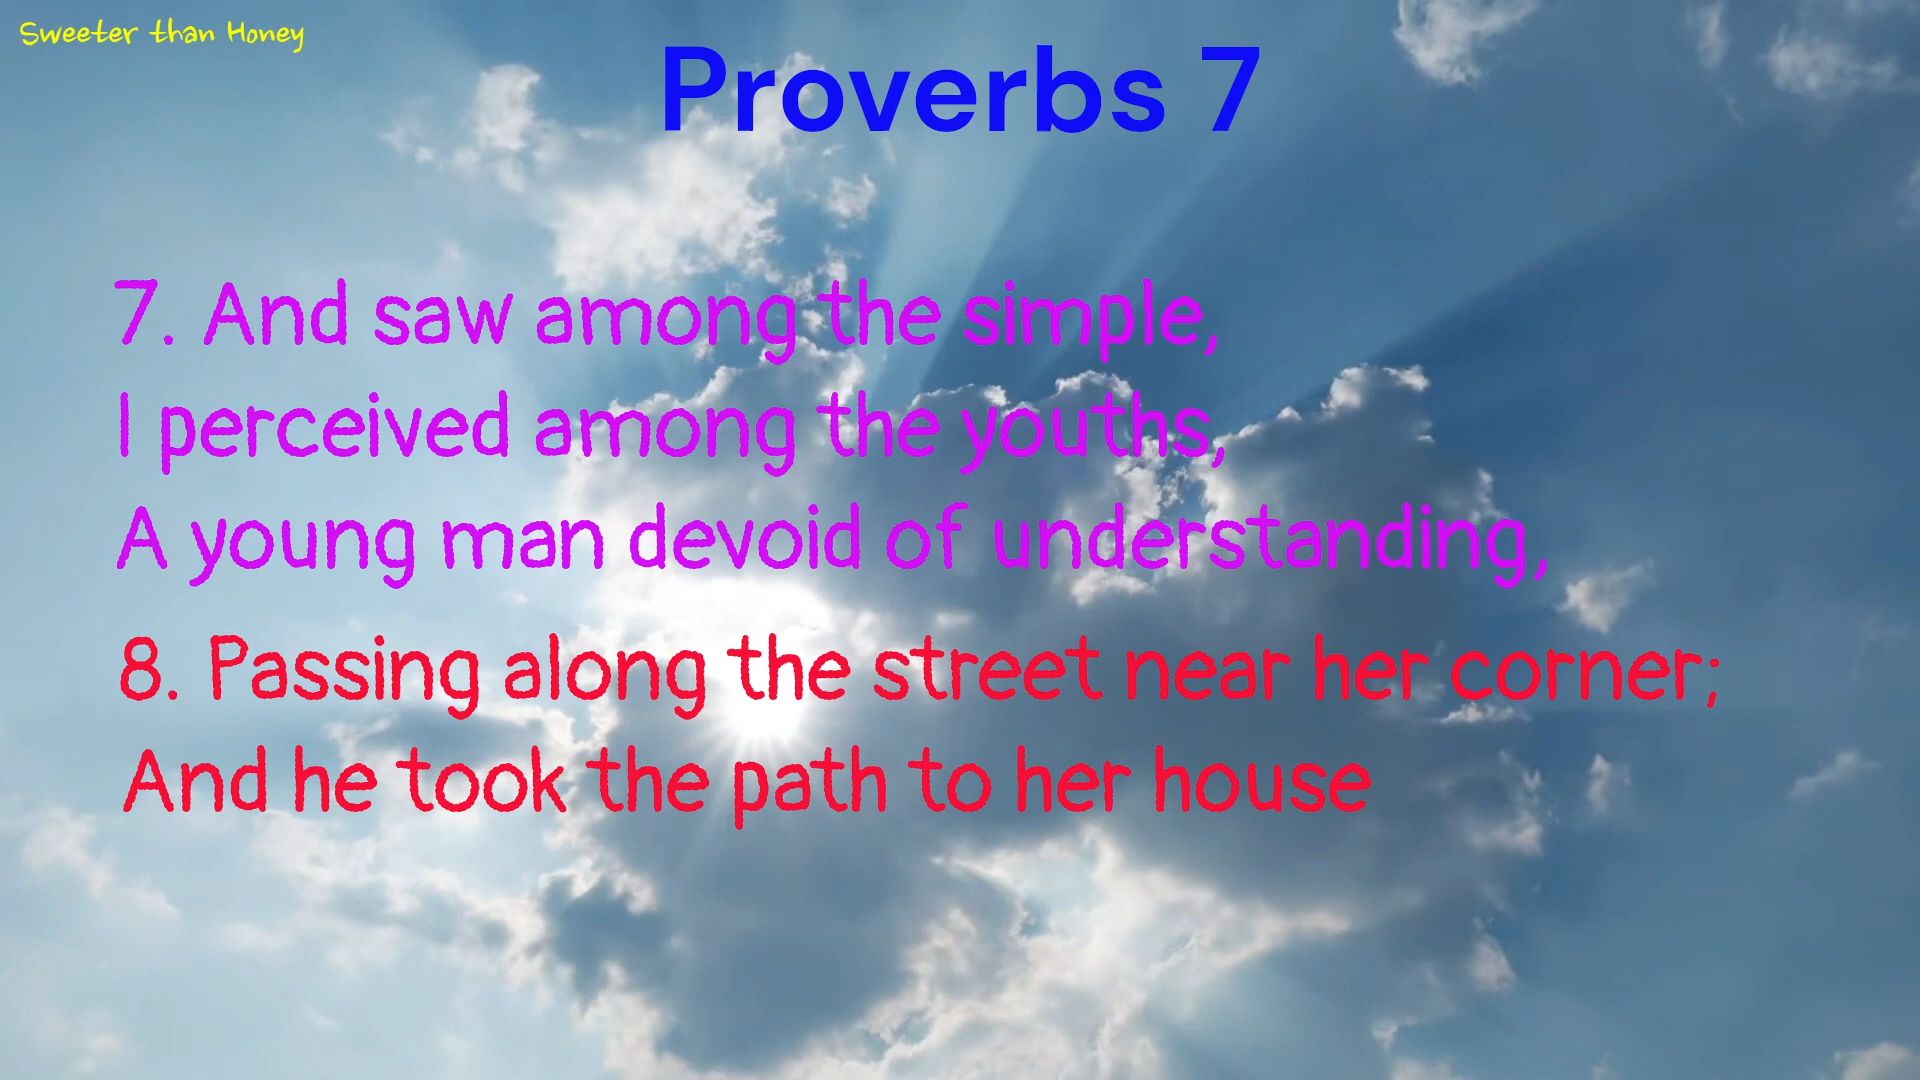 Sweeter than Honey
Proverbs 7
7. And saw among the simple,
I perceived among the youths,
A young man devoid of understanding,
8. Passing along the street near her corner;
And he took the path to her house